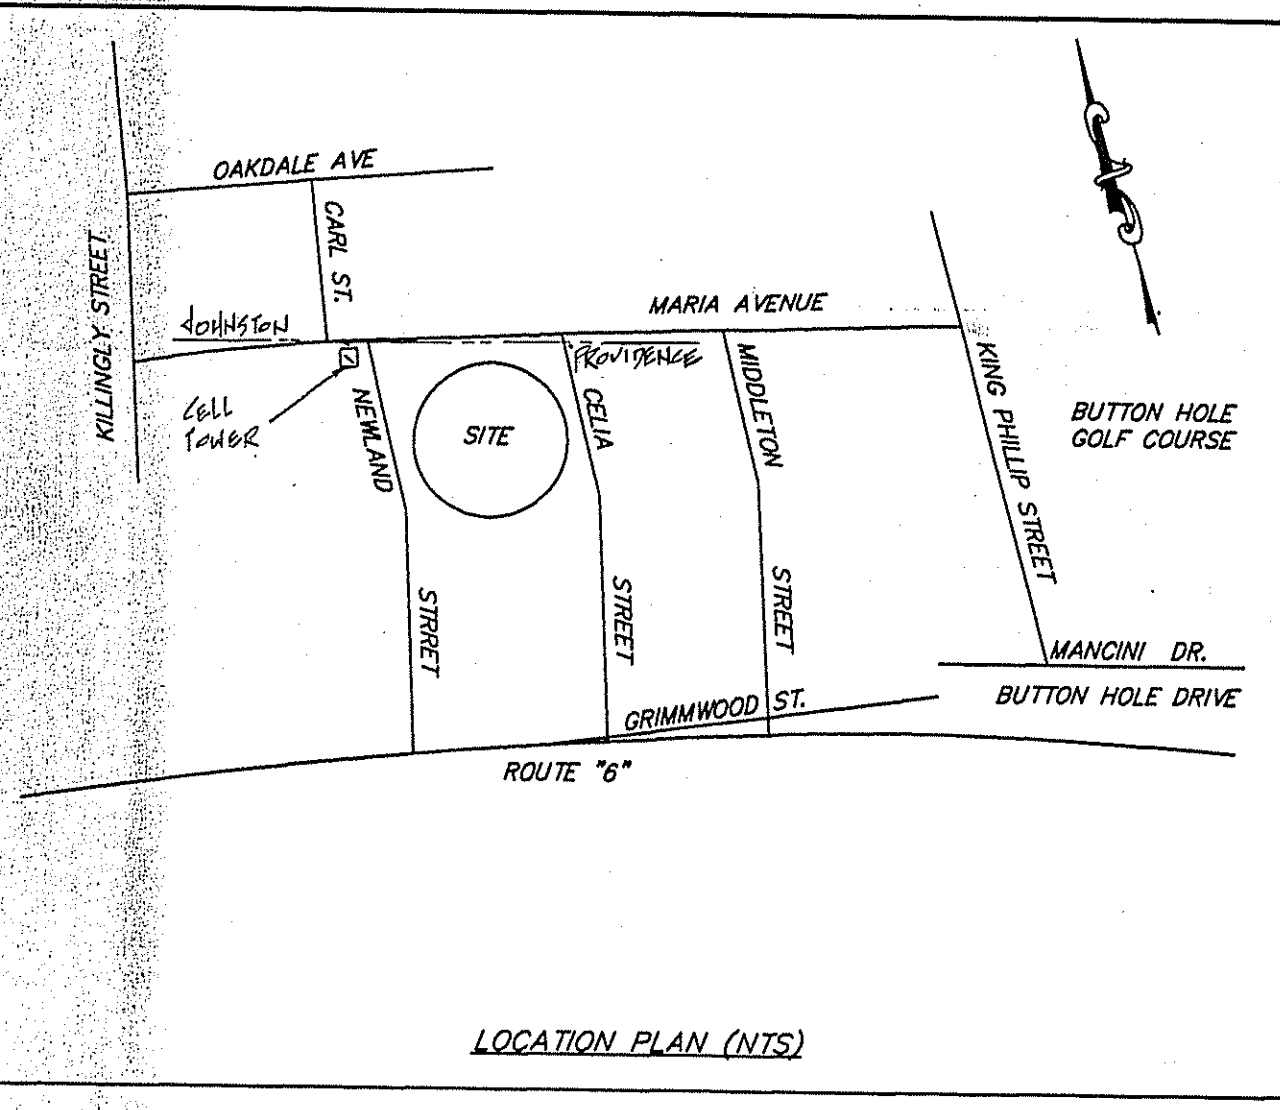 OAKDALE AVE
CARL ST.
KILLINGLY STREET
JOHNSTON
MARIA AVENUE
PROVIDENCE
CELL
TOWER
NEWLAND
STRRET
SITE
CELIA
STREET
MIDDLETON
STREET
KING PHILLIP STREET
BUTTON HOLE
GOLF COURSE
MANCINI DR.
BUTTON HOLE DRIVE
GRIMMWOOD ST.
ROUTE "6"
LOCATION PLAN (NTS)